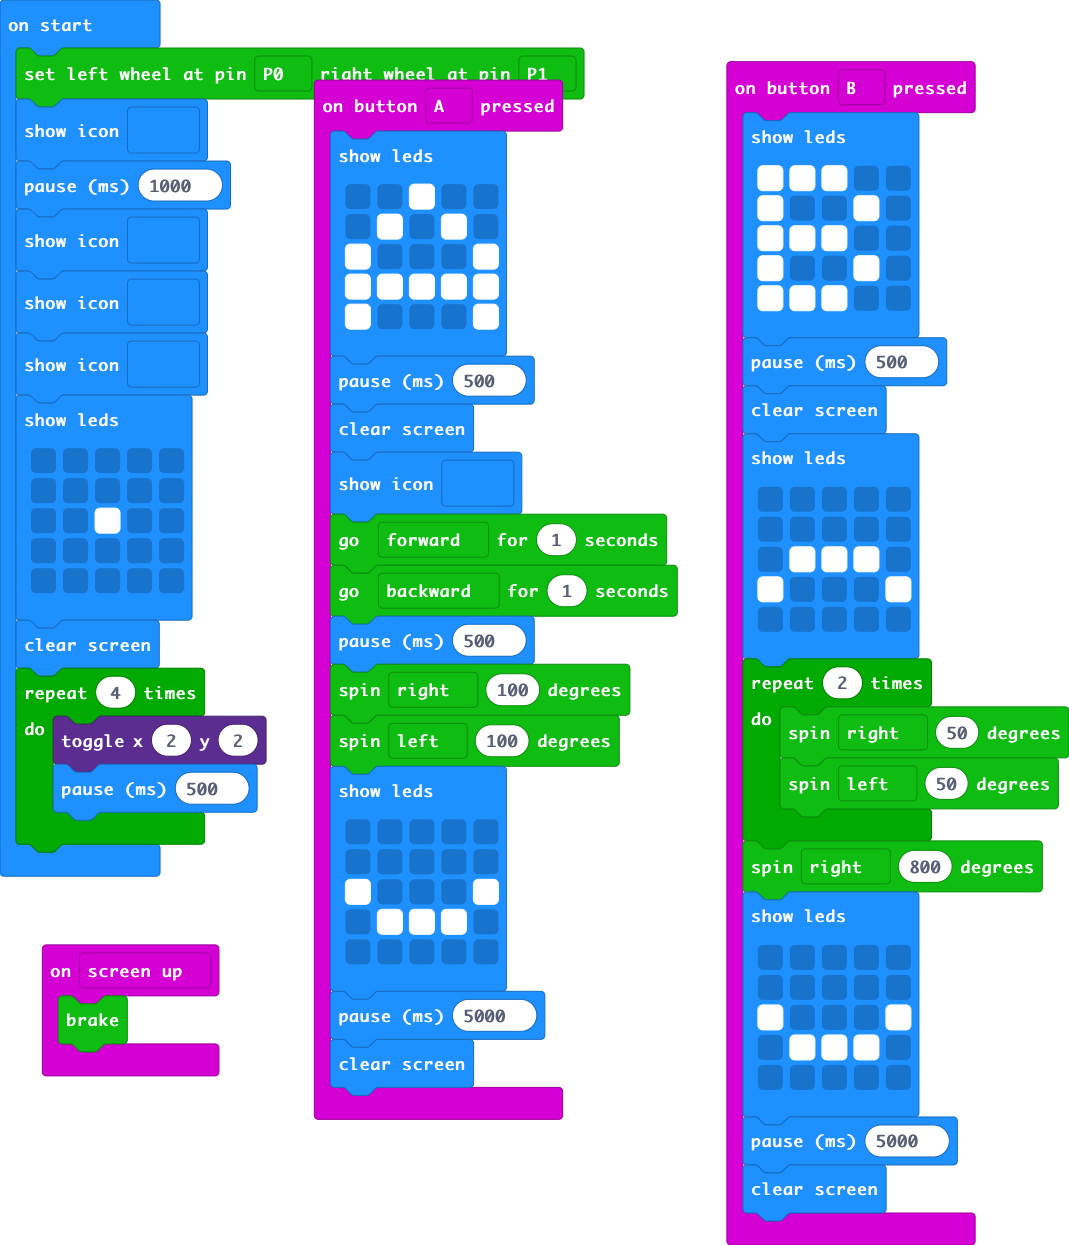 on start
set left wheel at pin P0 right wheel at pin P1
show icon
pause (ms) 1000
show icon
show icon
show icon
show leds
clear screen
repeat 4 times
do
toggle x 2 y 2
pause (ms) 500
on screen up
brake
on button A pressed
show leds
pause (ms) 500
clear screen
show icon
go forward for 1 seconds
go backward for 1 seconds
pause (ms) 500
spin right 100 degrees
spin left 100 degrees
show leds
pause (ms) 5000
clear screen
on button B pressed
show leds
pause (ms) 500
clear screen
show leds
repeat 2 times
do
spin right 50 degrees
spin left 50 degrees
spin right 800 degrees
show leds
pause (ms) 5000
clear screen